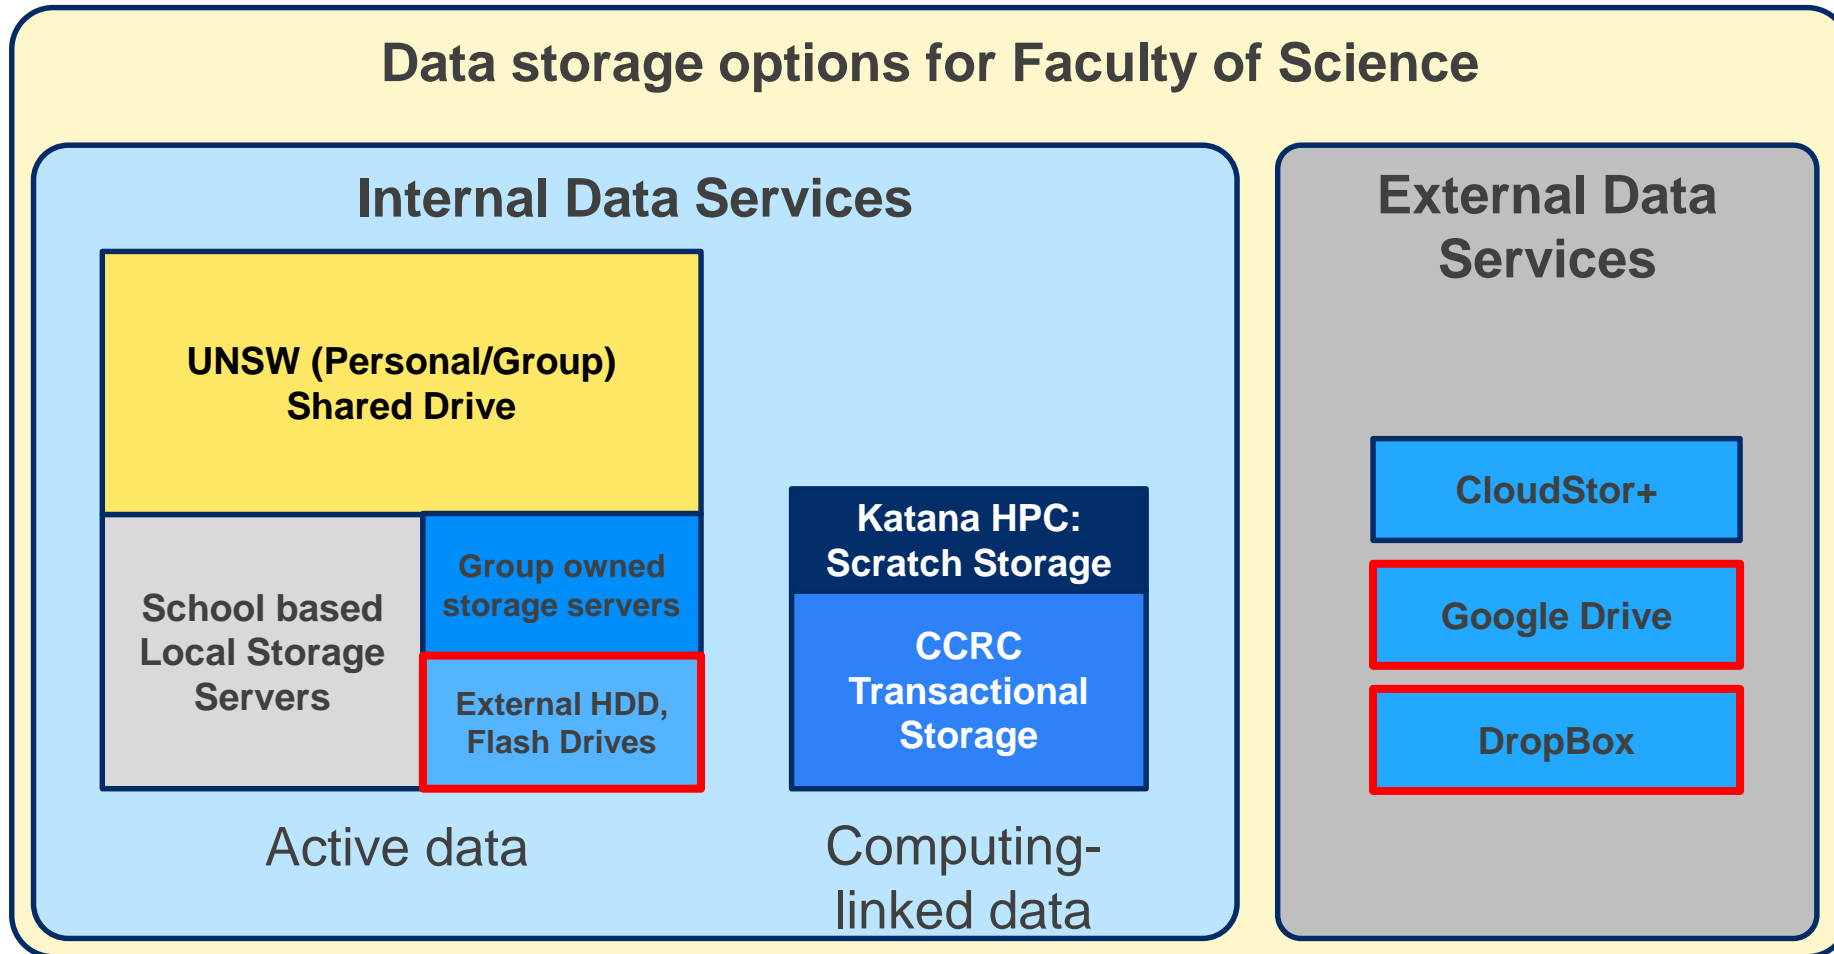 Data storage options for Faculty of Science
Internal Data Services
UNSW (Personal/Group)
Shared Drive
School based
Local Storage
Servers
Group owned
storage servers
External HDD,
Flash Drives
Active data
Katana HPC:
Scratch Storage
CCRC
Transactional
Storage
Computing-
linked data
External Data
Services
CloudStor+
Google Drive
DropBox